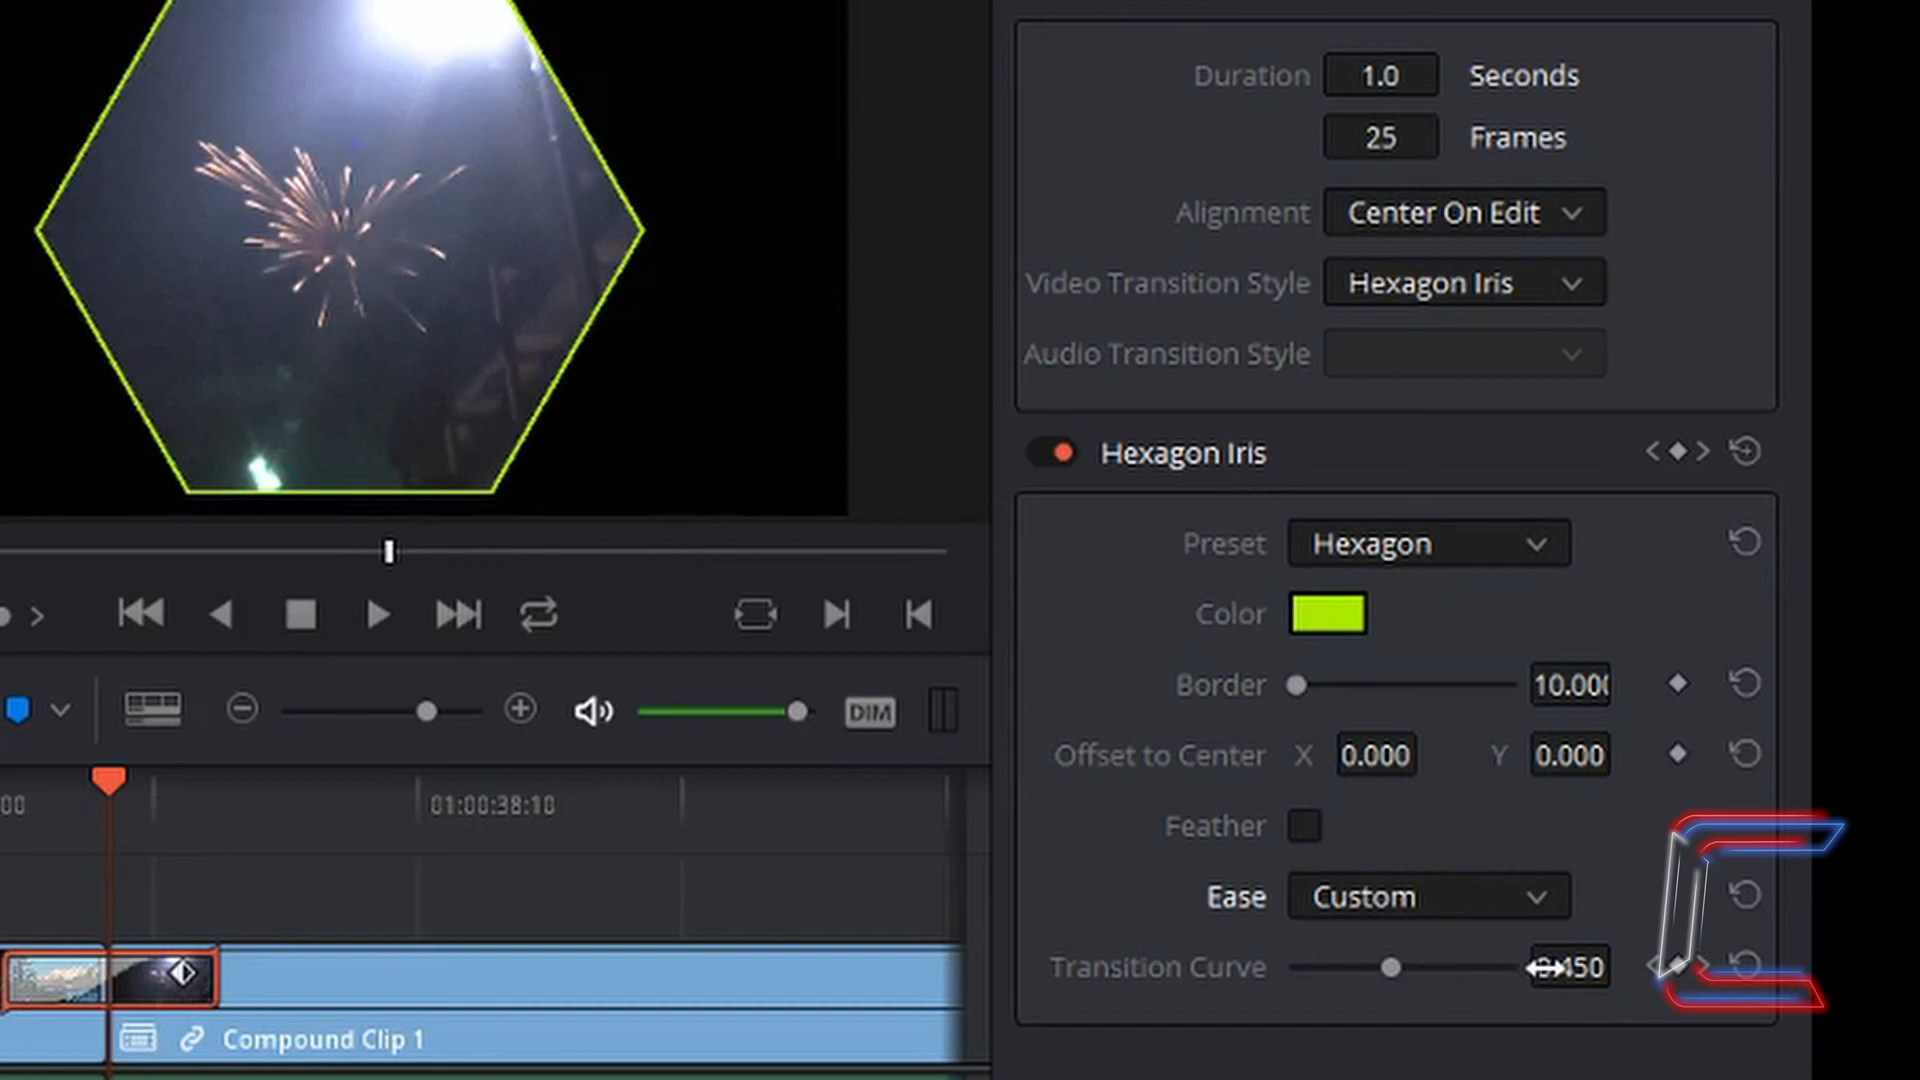 Duration 1.0 Seconds
25 Frames
Alignment Center On Edit
Video Transition Style Hexagon Iris
Audio Transition Style
Hexagon Iris
Preset Hexagon
Color
Border 10.00
Offset to Center X 0.000 Y 0.000
Feather
Ease Custom
Transition Curve
DIM
00 01:00:38:10
Compound Clip 1